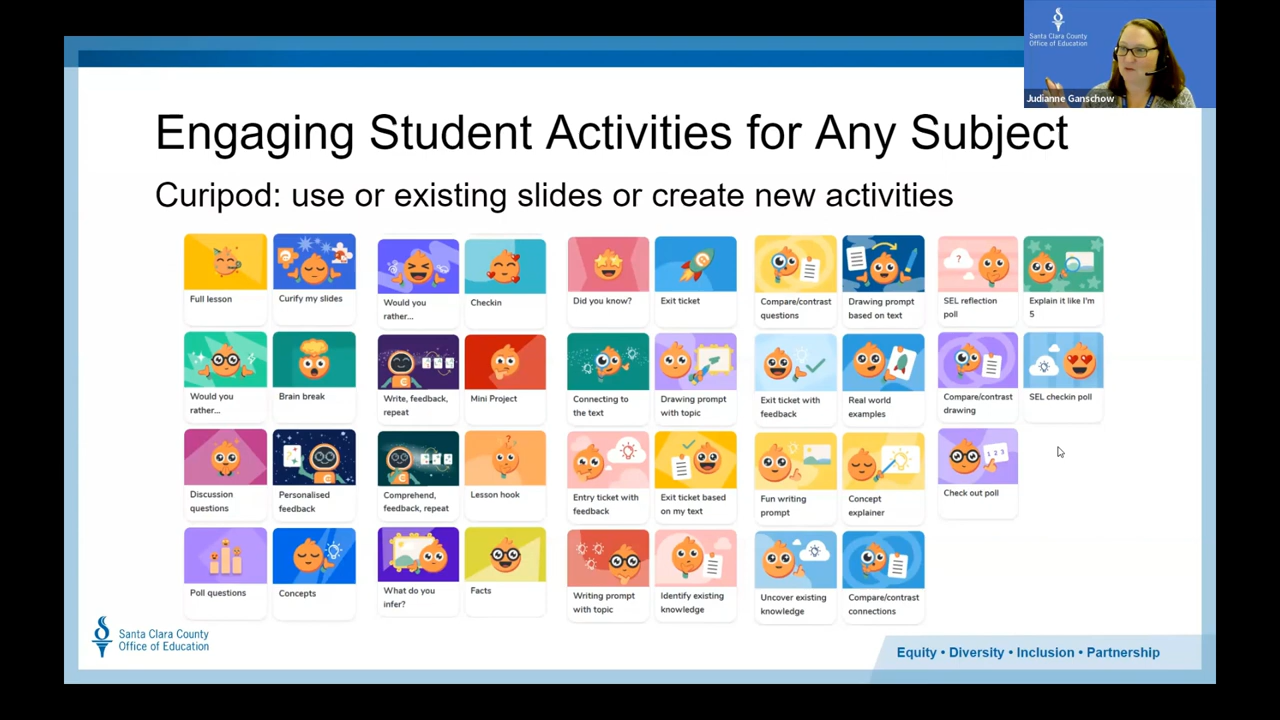 Santa Clara County
Office of Education
Judianne Ganschow
Engaging Student Activities for Any Subject
Curipod: use or existing slides or create new activities
Full lesson
Curify my slides
Would you
rather...
Checkin
Did you know?
Exit ticket
Compare/contrast
questions
Drawing prompt
based on text
SEL reflection
poll
Explain it like I'm
5
Would you
rather...
Brain break
Write, feedback,
repeat
Mini Project
Connecting to
the text
Drawing prompt
with topic
Exit ticket with
feedback
Real world
examples
Compare/contrast
drawing
SEL checkin poll
Discussion
questions
Personalised
feedback
Comprehend,
feedback, repeat
Lesson hook
Entry ticket with
feedback
Exit ticket based
on my text
Fun writing
prompt
Concept
explainer
1 2 3
Check out poll
Poll questions
Concepts
What do you
infer?
Facts
Writing prompt
with topic
Identify existing
knowledge
Uncover existing
knowledge
Compare/contrast
connections
Santa Clara County
Office of Education
Equity • Diversity • Inclusion • Partnership